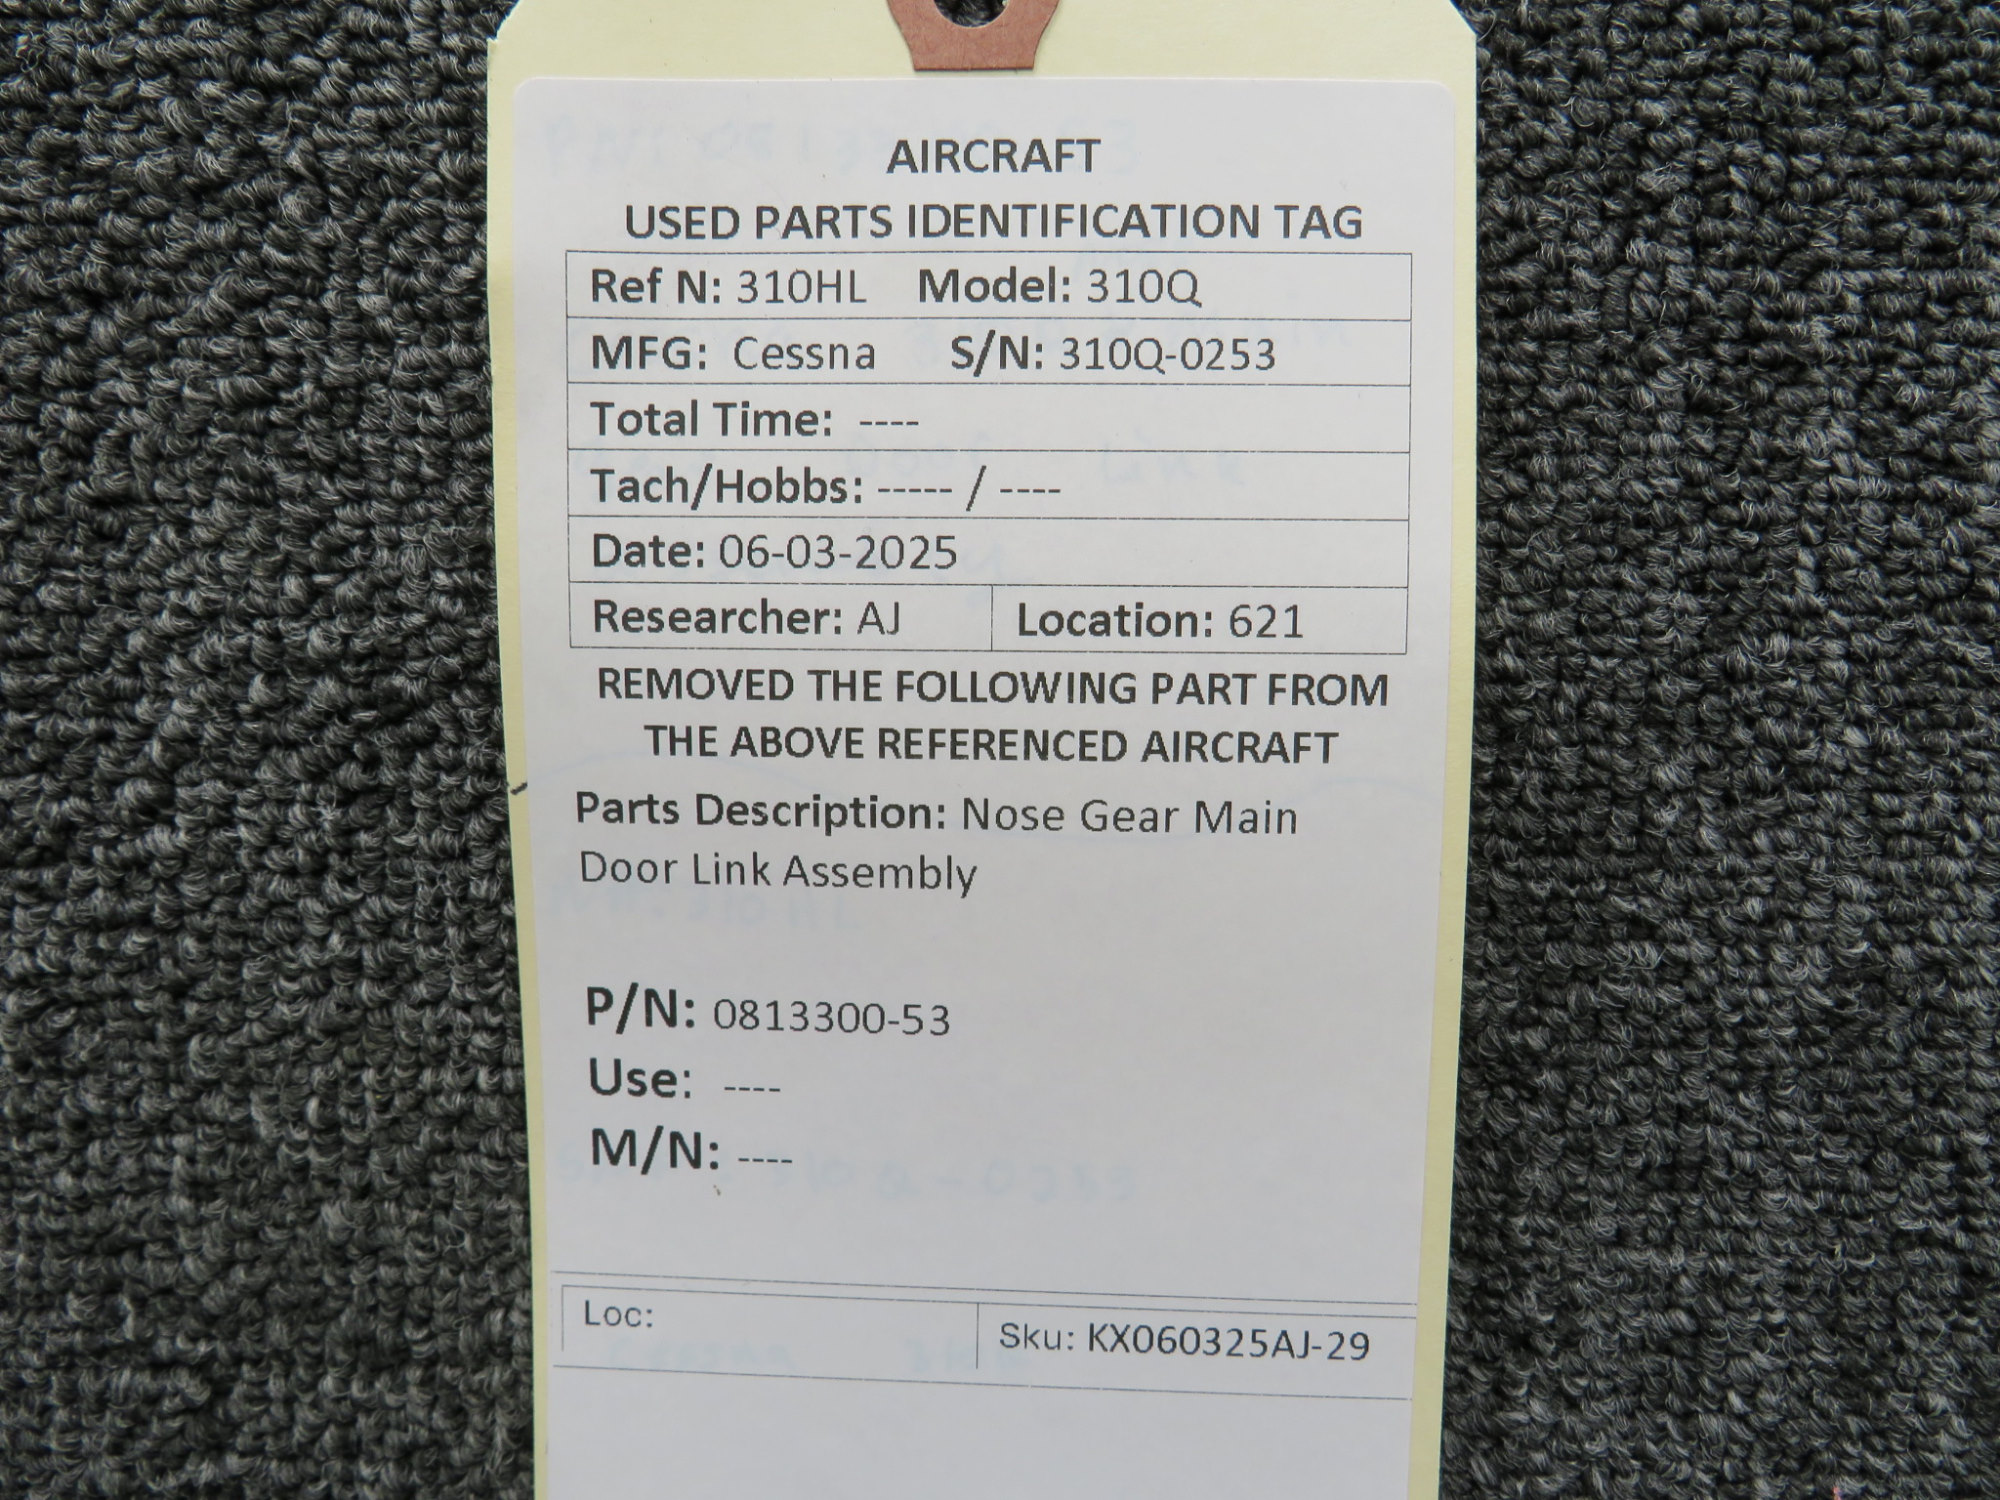 AIRCRAFT
USED PARTS IDENTIFICATION TAG
Ref N: 310HL Model: 310Q
MFG: Cessna S/N: 310Q-0253
Total Time: ----
Tach/Hobbs: ----- / ----
Date: 06-03-2025
Researcher: AJ Location: 621
REMOVED THE FOLLOWING PART FROM
THE ABOVE REFERENCED AIRCRAFT
Parts Description: Nose Gear Main
Door Link Assembly
P/N: 0813300-53
Use: ----
M/N: ----
Loc: Sku: KX060325AJ-29